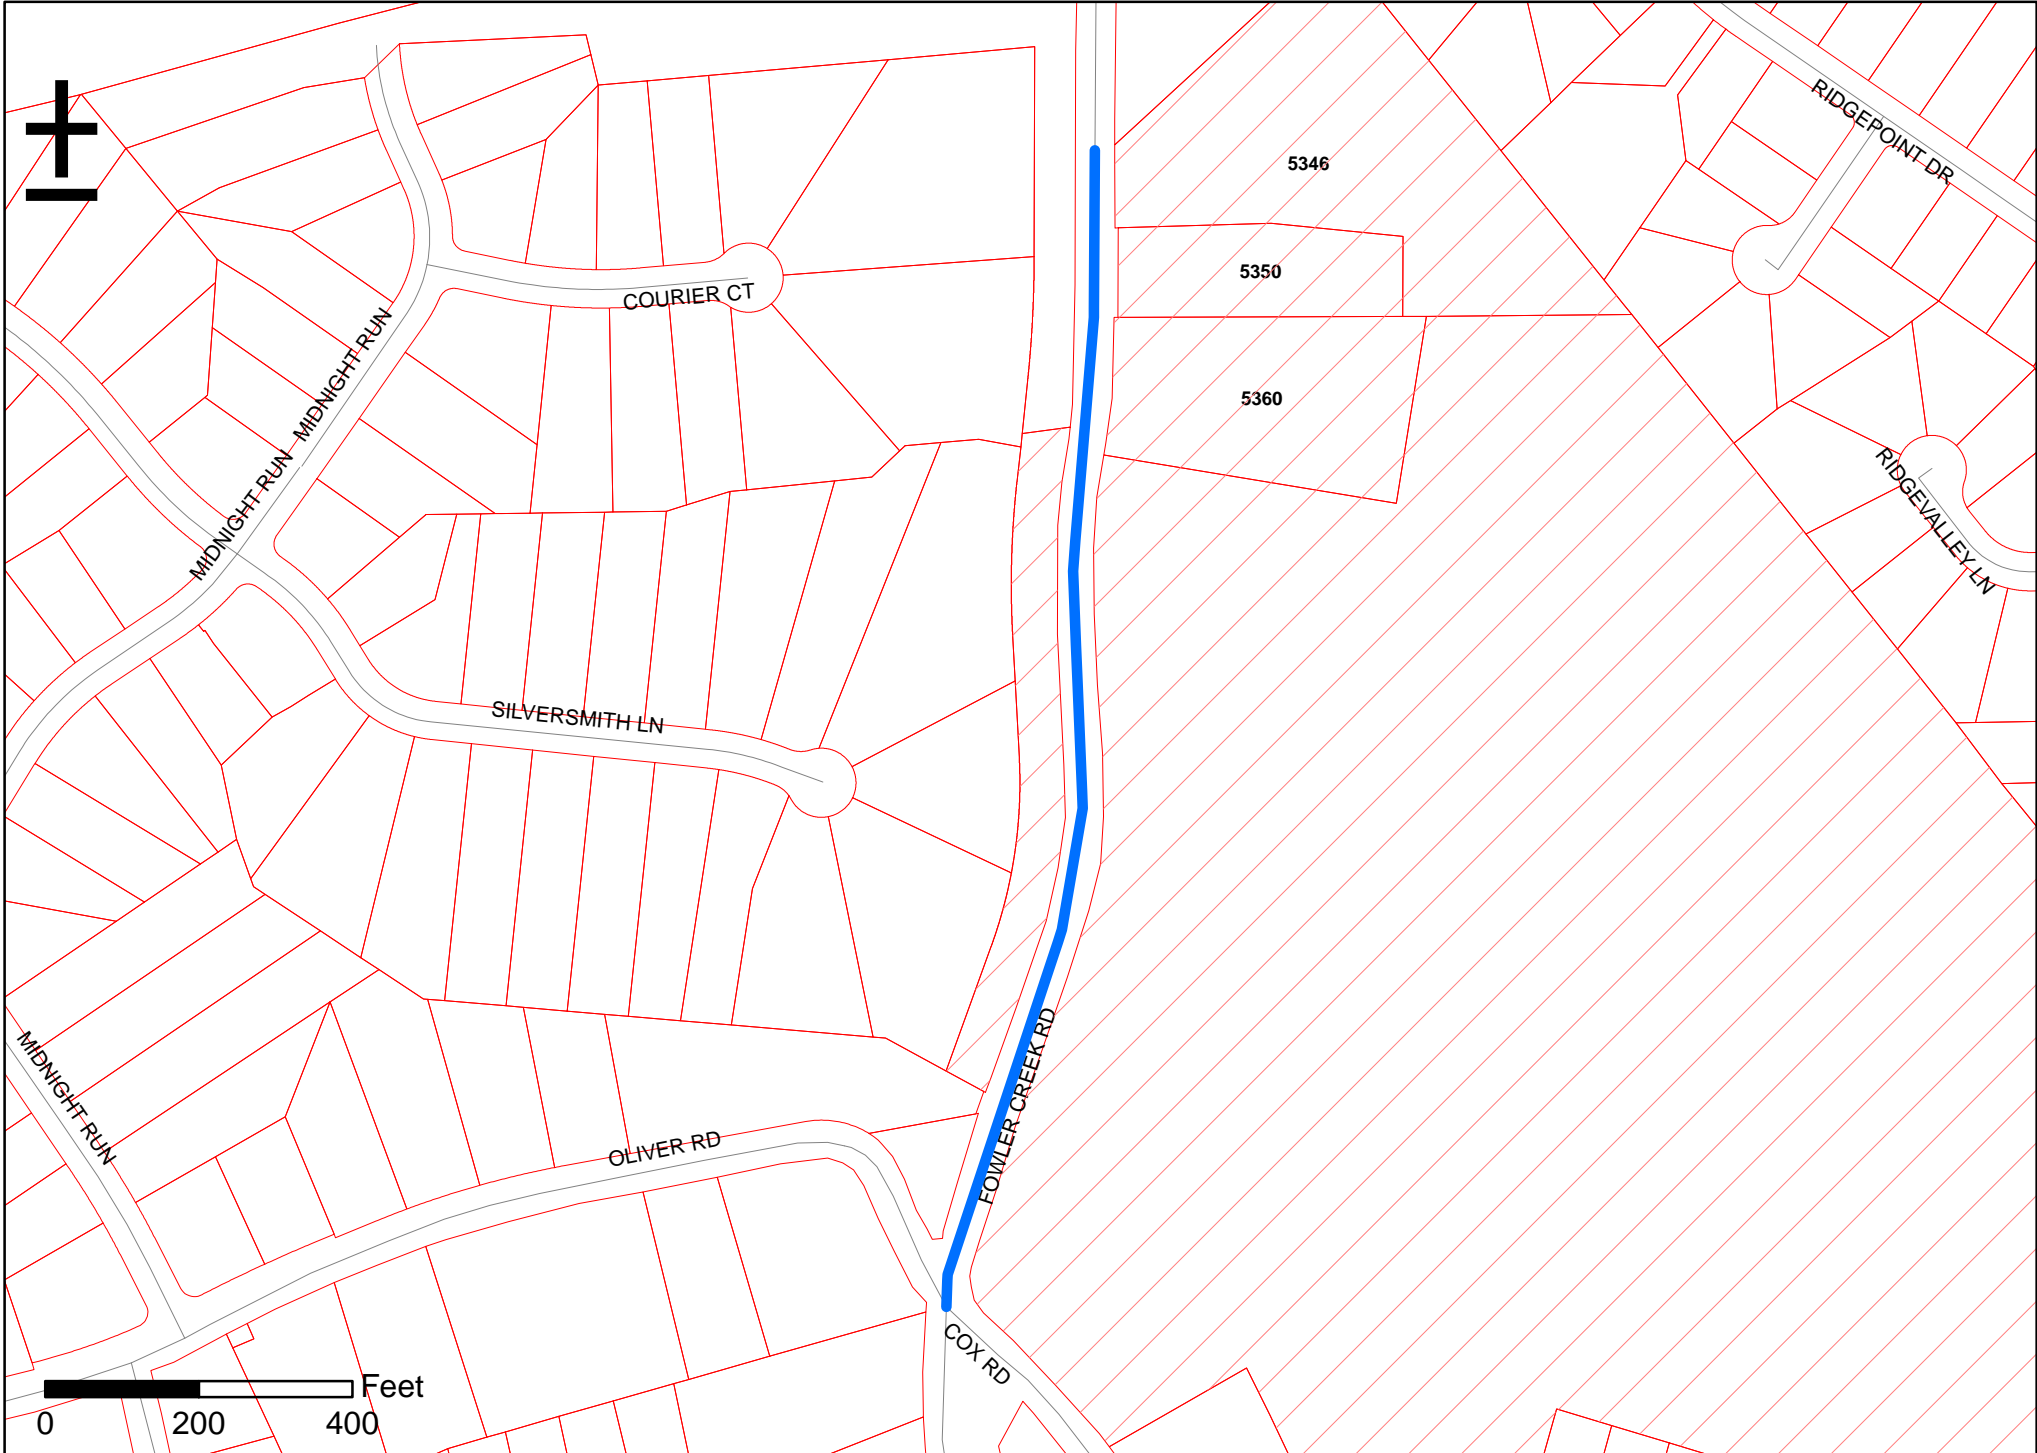 RIDGEPOINT DR
5346
5350
COURIER CT
MIDNIGHT RUN
5360
MIDNIGHT RUN
RIDGEVALLEY LN
SILVERSMITH LN
FOWLER CREEK RD
MIDNIGHT RUN
OLIVER RD
COX RD
Feet
0 200 400